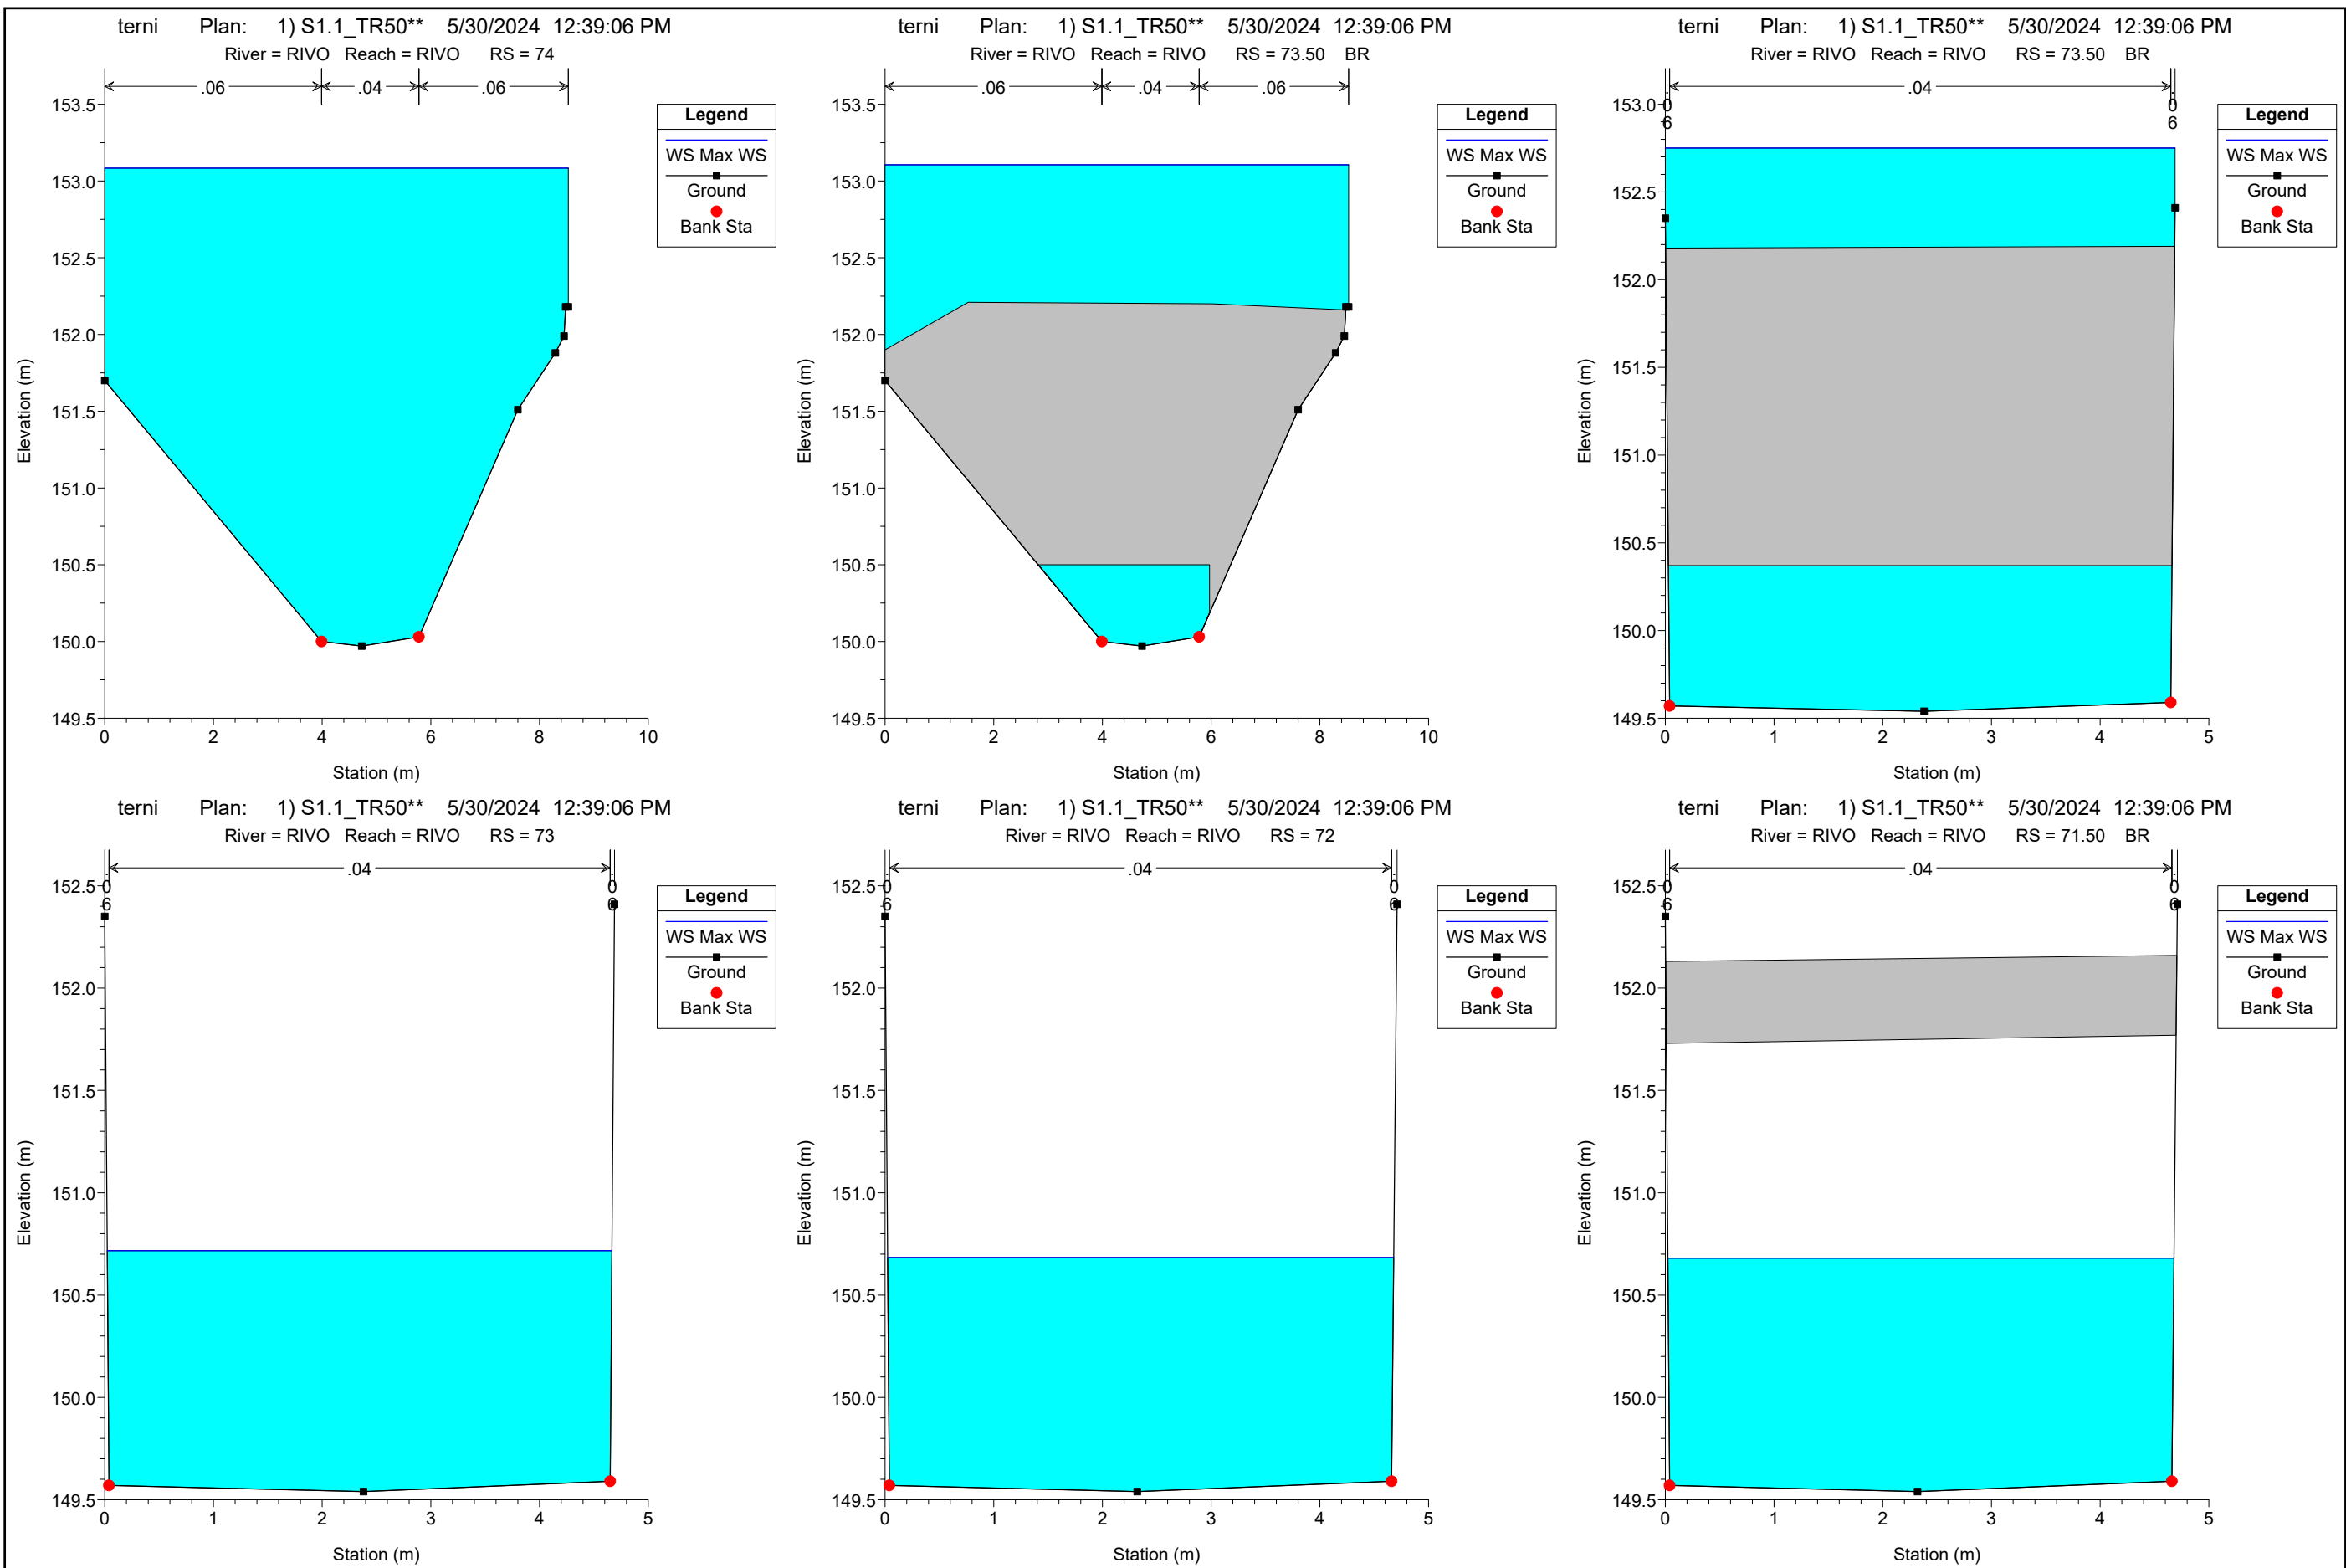 terni Plan: 1) S1.1_TR50** 5/30/2024 12:39:06 PM
River = RIVO Reach = RIVO RS = 74
.06 .04 .06
153.5
153.0
152.5
152.0
151.5
151.0
150.5
150.0
149.5
0 2 4 6 8 10
Station (m)
Elevation (m)
Legend
WS Max WS
Ground
Bank Sta
terni Plan: 1) S1.1_TR50** 5/30/2024 12:39:06 PM
River = RIVO Reach = RIVO RS = 73.50 BR
.06 .04 .06
153.5
153.0
152.5
152.0
151.5
151.0
150.5
150.0
149.5
0 2 4 6 8 10
Station (m)
Elevation (m)
Legend
WS Max WS
Ground
Bank Sta
terni Plan: 1) S1.1_TR50** 5/30/2024 12:39:06 PM
River = RIVO Reach = RIVO RS = 73.50 BR
.06 .04 .06
153.0
152.5
152.0
151.5
151.0
150.5
150.0
149.5
0 1 2 3 4 5
Station (m)
Elevation (m)
Legend
WS Max WS
Ground
Bank Sta
terni Plan: 1) S1.1_TR50** 5/30/2024 12:39:06 PM
River = RIVO Reach = RIVO RS = 73
.06 .04 .06
152.5
152.0
151.5
151.0
150.5
150.0
149.5
0 1 2 3 4 5
Station (m)
Elevation (m)
Legend
WS Max WS
Ground
Bank Sta
terni Plan: 1) S1.1_TR50** 5/30/2024 12:39:06 PM
River = RIVO Reach = RIVO RS = 72
.06 .04 .06
152.5
152.0
151.5
151.0
150.5
150.0
149.5
0 1 2 3 4 5
Station (m)
Elevation (m)
Legend
WS Max WS
Ground
Bank Sta
terni Plan: 1) S1.1_TR50** 5/30/2024 12:39:06 PM
River = RIVO Reach = RIVO RS = 71.50 BR
.06 .04 .06
152.5
152.0
151.5
151.0
150.5
150.0
149.5
0 1 2 3 4 5
Station (m)
Elevation (m)
Legend
WS Max WS
Ground
Bank Sta